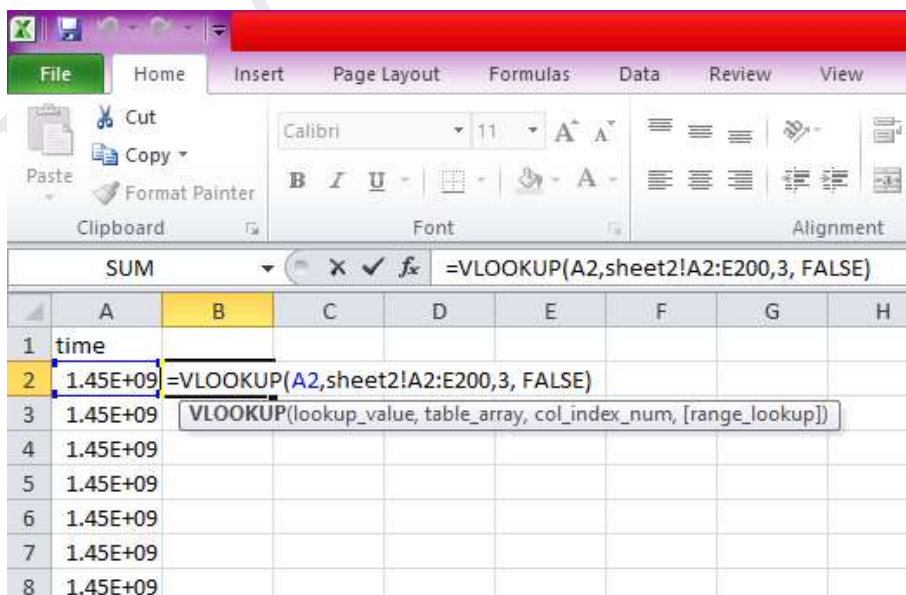 File Home Insert Page Layout Formulas Data Review View
Cut
Copy
Paste
Format Painter
Calibri 11 A A
B I U A
Clipboard Font Alignment
SUM fx =VLOOKUP(A2,sheet2!A2:E200,3, FALSE)
A B C D E F G H
1 time
2 1.45E+09 =VLOOKUP(A2,sheet2!A2:E200,3, FALSE)
3 1.45E+09 VLOOKUP(lookup_value, table_array, col_index_num, [range_lookup])
4 1.45E+09
5 1.45E+09
6 1.45E+09
7 1.45E+09
8 1.45E+09